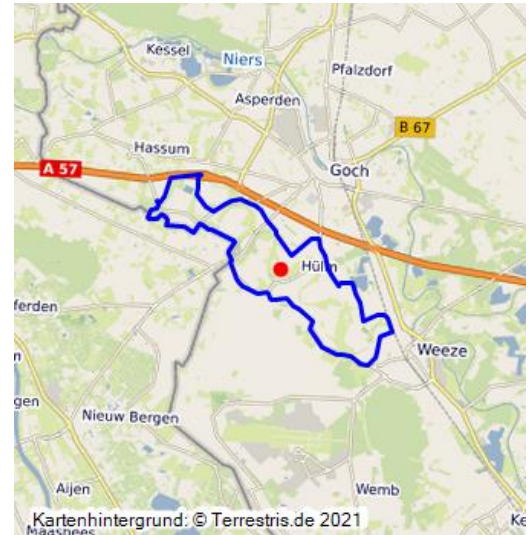 Kessel
Niers
Pfalzdorf
Asperden
B 67
Hassum
A 57
Goch
Hülm
Weeze
Nieuw Bergen
Aijen
Wemb
Kartenhintergrund: © Terrestris.de 2021